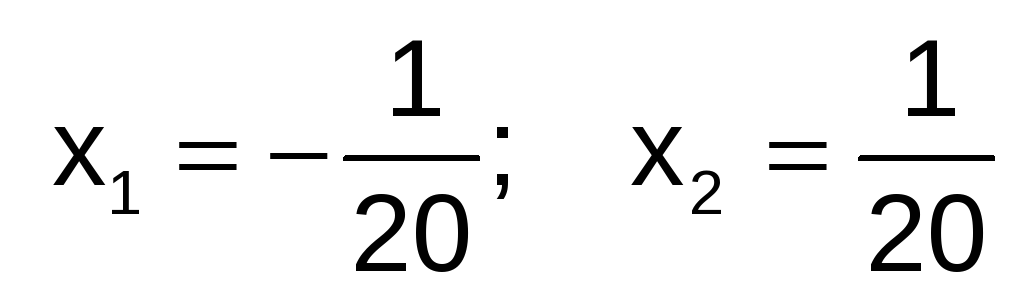 x₁ = −1/20;   x₂ = 1/20